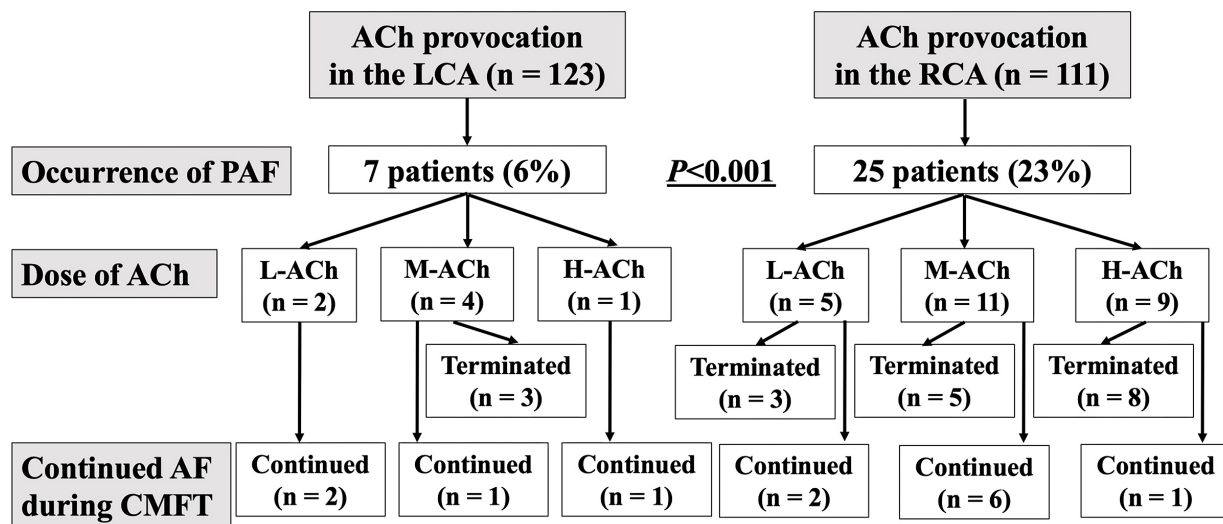 ACh provocation
in the LCA (n = 123)
ACh provocation
in the RCA (n = 111)
Occurrence of PAF
7 patients (6%)
P<0.001
25 patients (23%)
Dose of ACh
L-ACh
(n = 2)
M-ACh
(n = 4)
H-ACh
(n = 1)
L-ACh
(n = 5)
M-ACh
(n = 11)
H-ACh
(n = 9)
Terminated
(n = 3)
Terminated
(n = 3)
Terminated
(n = 5)
Terminated
(n = 8)
Continued AF
during CMFT
Continued
(n = 2)
Continued
(n = 1)
Continued
(n = 1)
Continued
(n = 2)
Continued
(n = 6)
Continued
(n = 1)